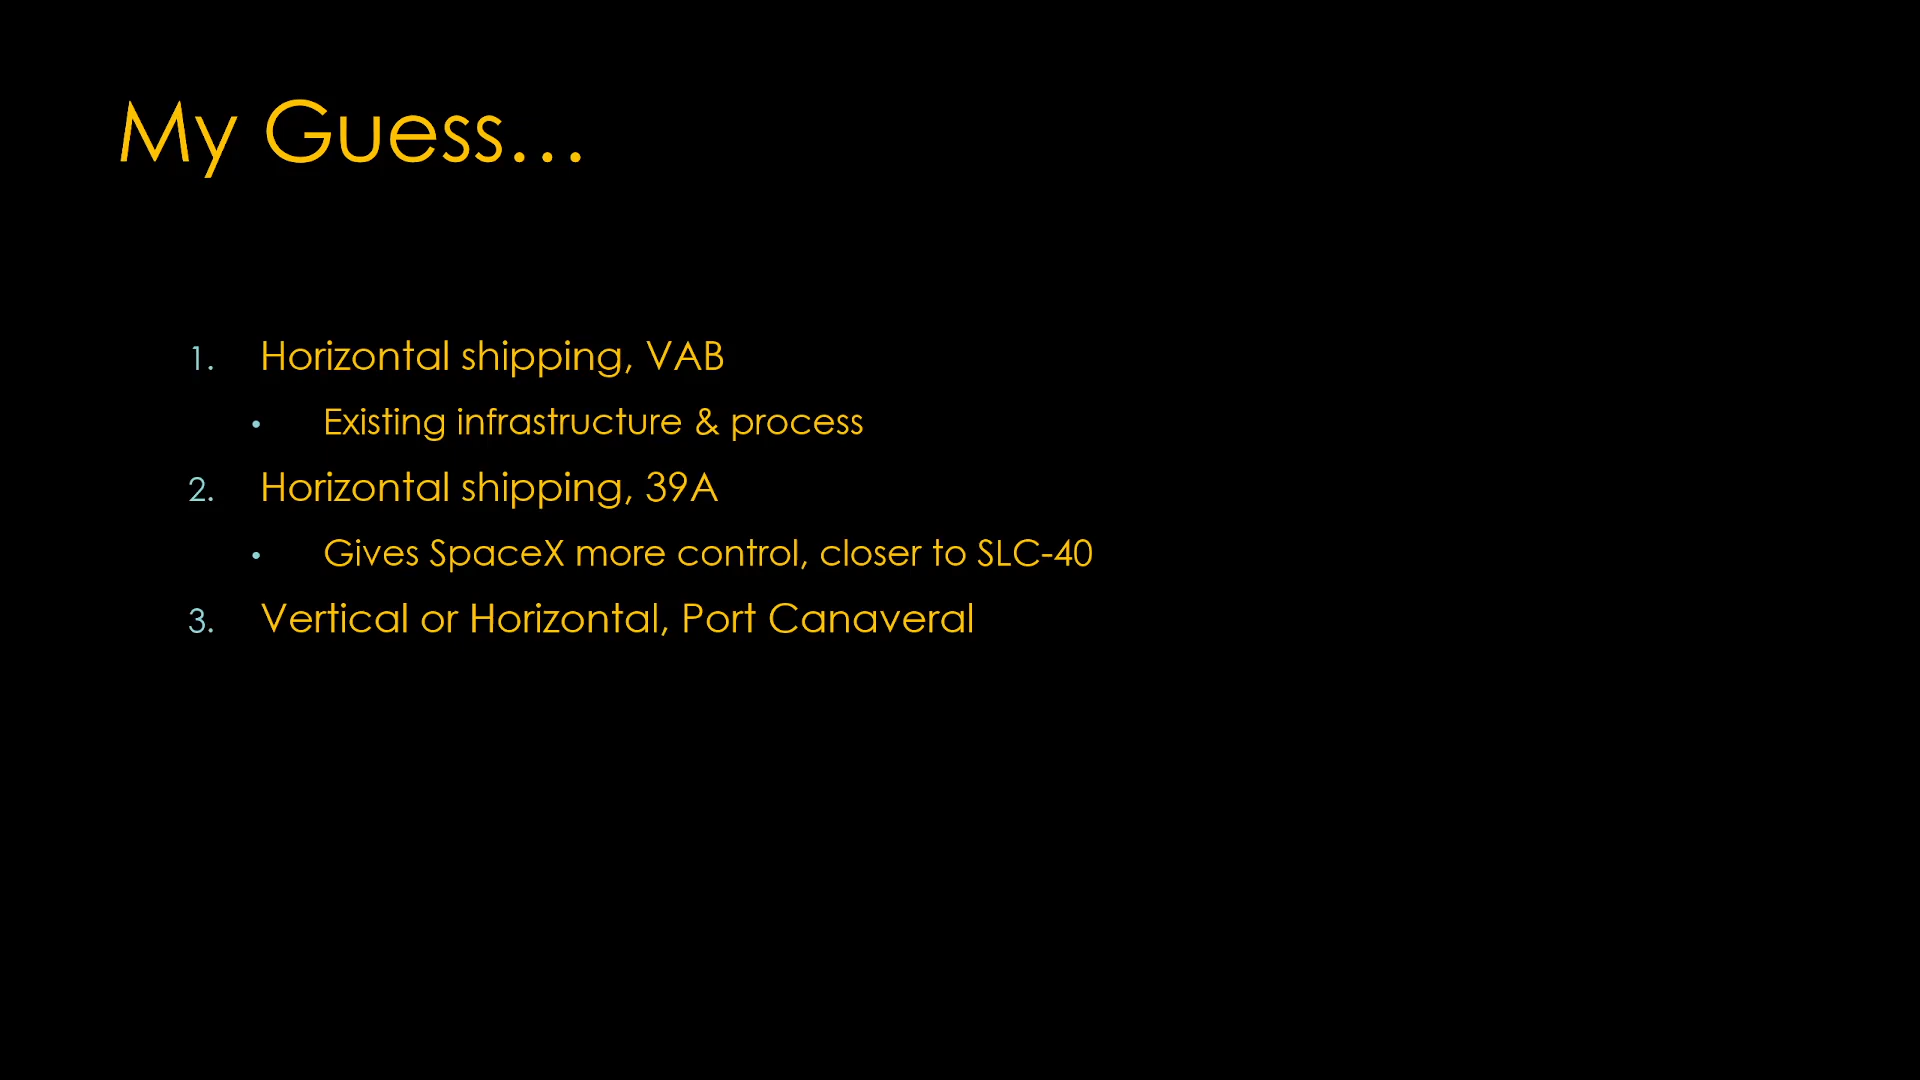 My Guess…
1. Horizontal shipping, VAB
• Existing infrastructure & process
2. Horizontal shipping, 39A
• Gives SpaceX more control, closer to SLC-40
3. Vertical or Horizontal, Port Canaveral